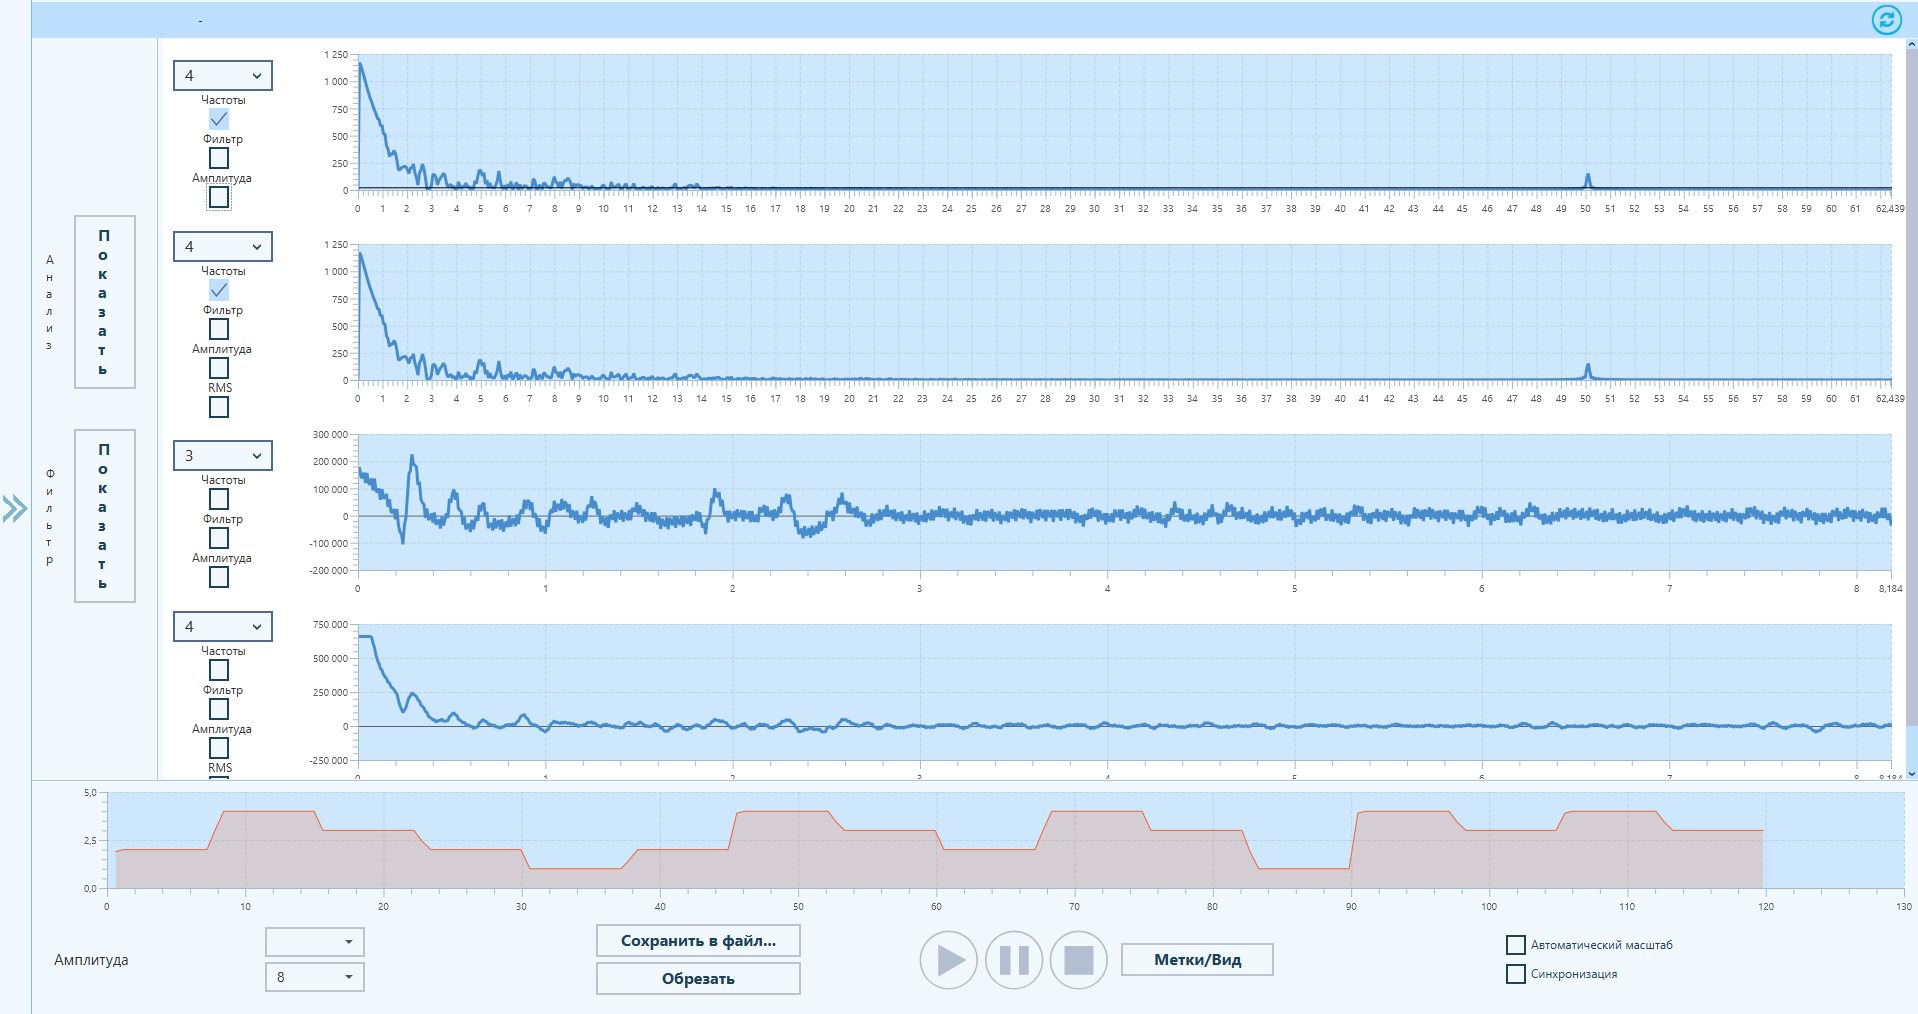 -
А
н
а
л
и
з
П
о
к
а
з
а
т
ь
Ф
и
л
ь
т
р
П
о
к
а
з
а
т
ь
4
Частоты
Фильтр
Амплитуда
1 250
1 000
750
500
250
0
0 1 2 3 4 5 6 7 8 9 10 11 12 13 14 15 16 17 18 19 20 21 22 23 24 25 26 27 28 29 30 31 32 33 34 35 36 37 38 39 40 41 42 43 44 45 46 47 48 49 50 51 52 53 54 55 56 57 58 59 60 61 62,439
4
Частоты
Фильтр
Амплитуда
RMS
1 250
1 000
750
500
250
0
0 1 2 3 4 5 6 7 8 9 10 11 12 13 14 15 16 17 18 19 20 21 22 23 24 25 26 27 28 29 30 31 32 33 34 35 36 37 38 39 40 41 42 43 44 45 46 47 48 49 50 51 52 53 54 55 56 57 58 59 60 61 62,439
3
Частоты
Фильтр
Амплитуда
300 000
200 000
100 000
0
-100 000
-200 000
0 1 2 3 4 5 6 7 8 8,184
4
Частоты
Фильтр
Амплитуда
RMS
750 000
500 000
250 000
0
-250 000
0 1 2 3 4 5 6 7 8 8,184
5,0
2,5
0,0
0 10 20 30 40 50 60 70 80 90 100 110 120 130
Амплитуда
8
Сохранить в файл...
Обрезать
Метки/Вид
Автоматический масштаб
Синхронизация